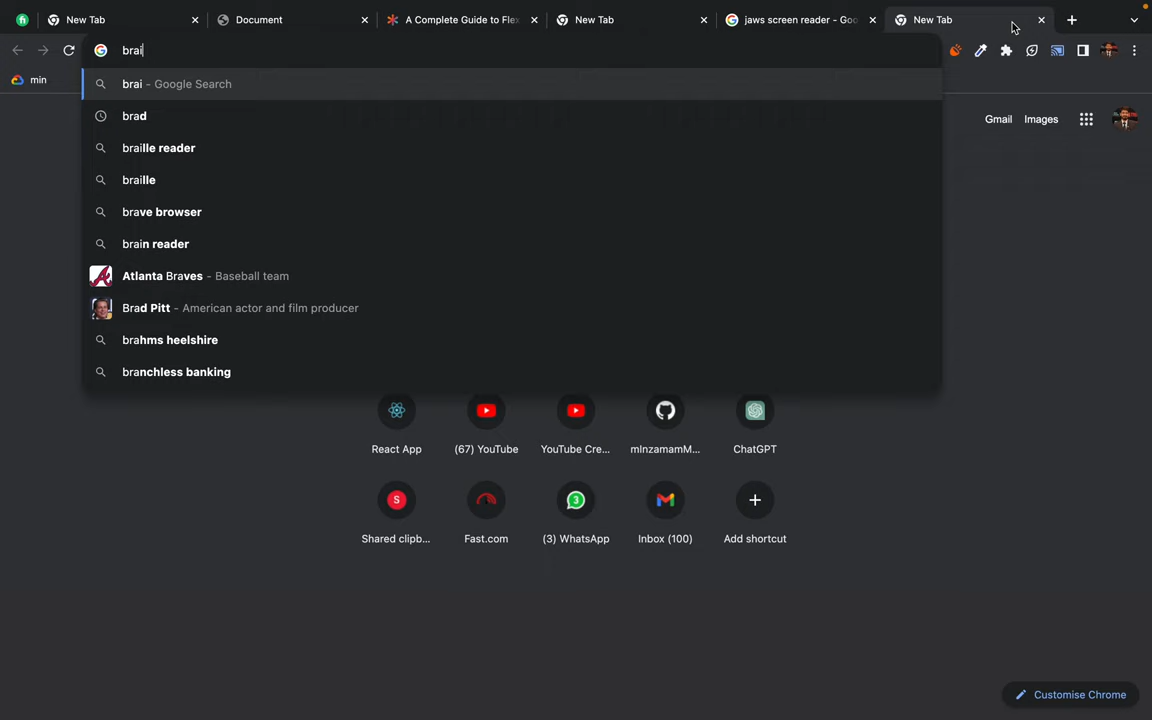 New Tab
Document
A Complete Guide to Flex
New Tab
jaws screen reader - Goo
New Tab
brai
min
brai - Google Search
brad
braille reader
braille
brave browser
brain reader
Atlanta Braves - Baseball team
Brad Pitt - American actor and film producer
brahms heelshire
branchless banking
Gmail Images
React App
(67) YouTube
YouTube Cre...
mInzamamM...
ChatGPT
S
3
Shared clipb...
Fast.com
(3) WhatsApp
Inbox (100)
Add shortcut
Customise Chrome